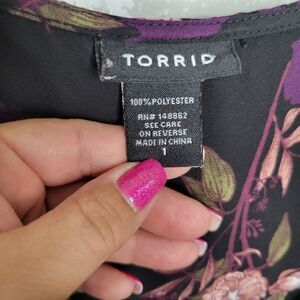 TORRID
100% POLYESTER
RN# 148862
SEE CARE
ON REVERSE
MADE IN CHINA
1